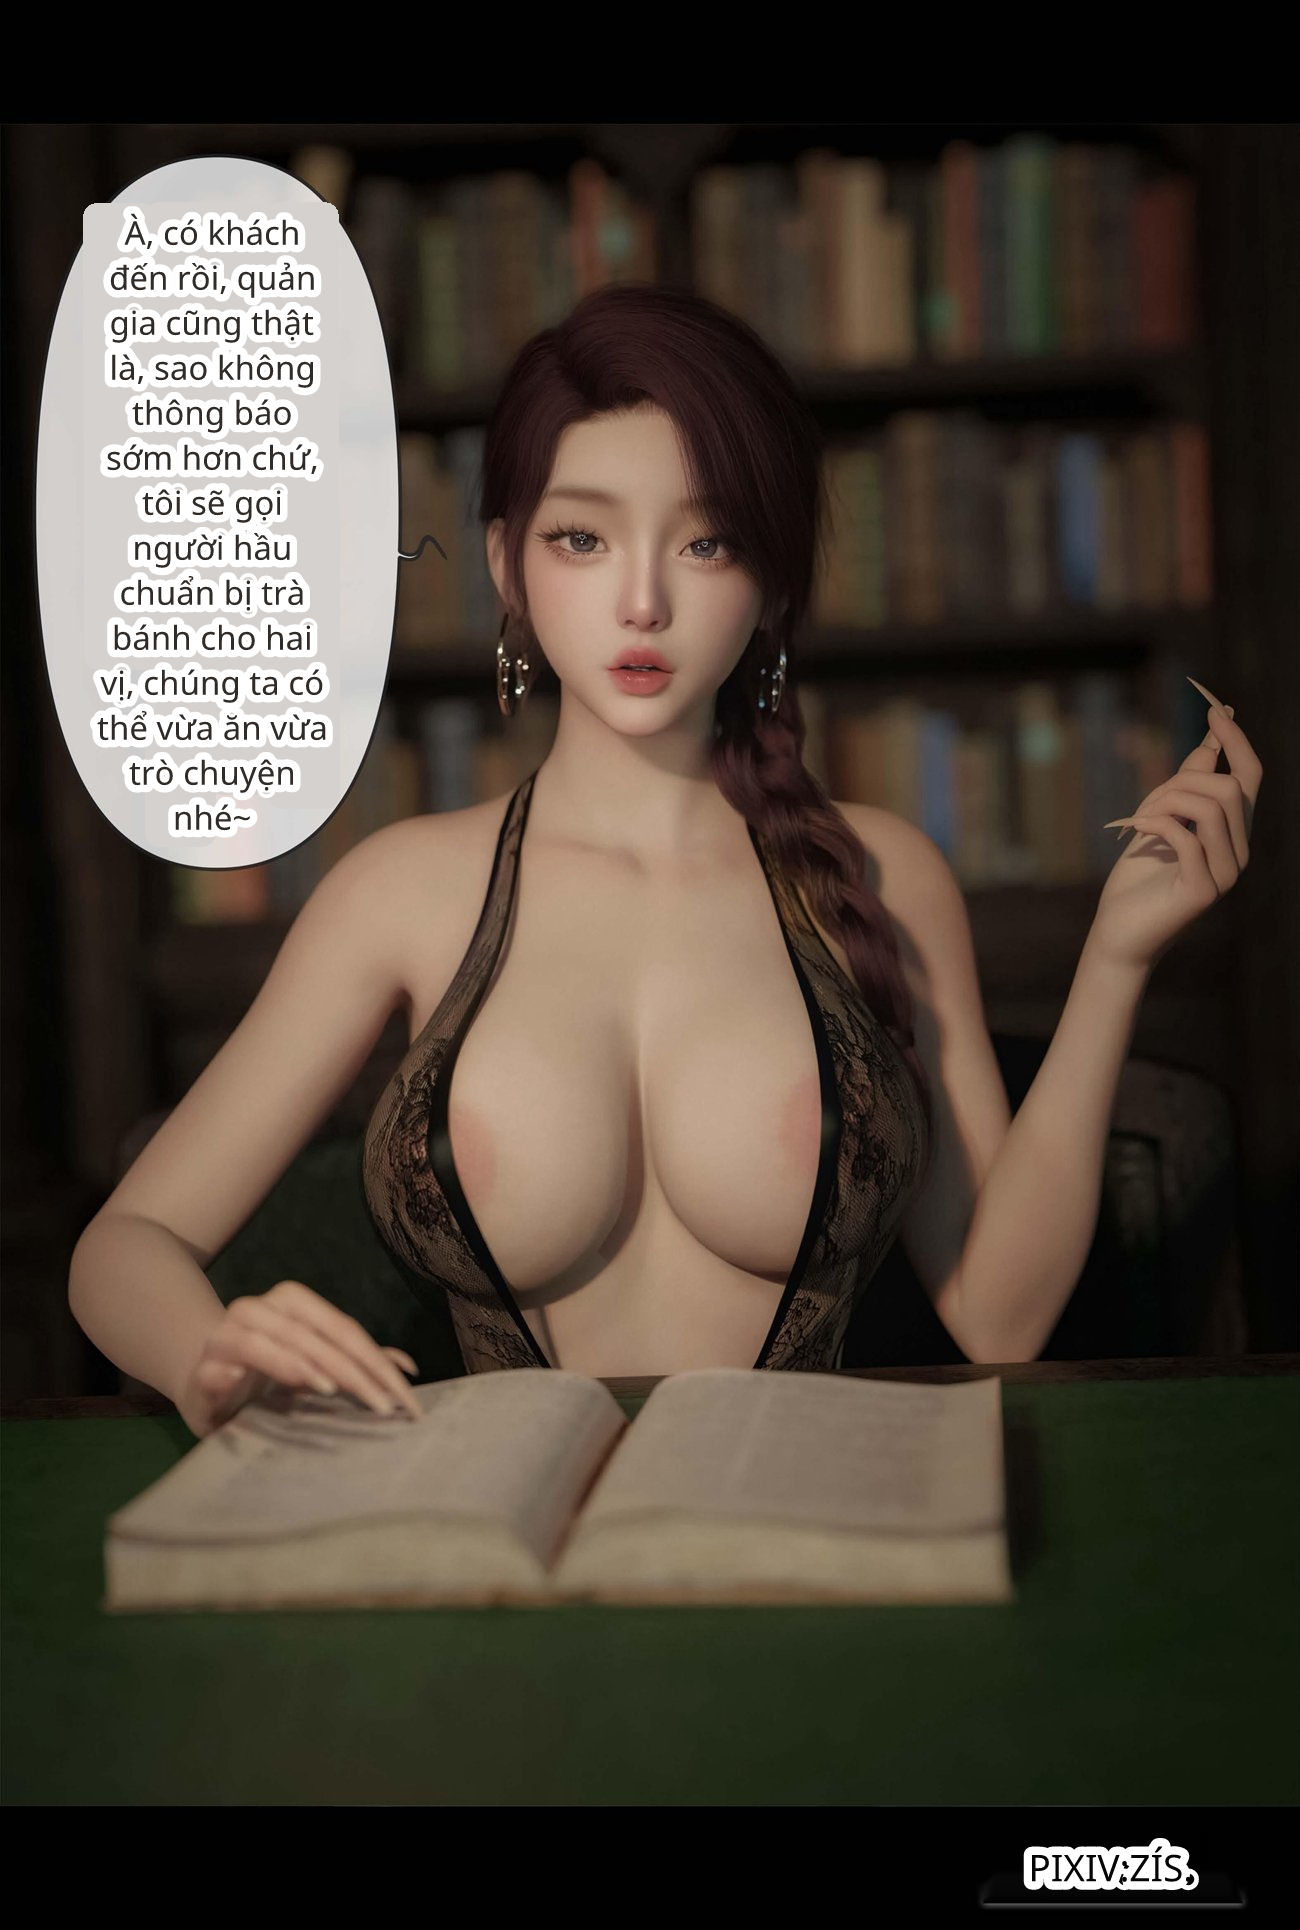 À, có khách
đến rồi, quản
gia cũng thật
là, sao không
thông báo
sớm hơn chứ,
tôi sẽ gọi
người hầu
chuẩn bị trà
bánh cho hai
vị, chúng ta có
thể vừa ăn vừa
trò chuyện
nhé~
PIXIV:ZÍS,